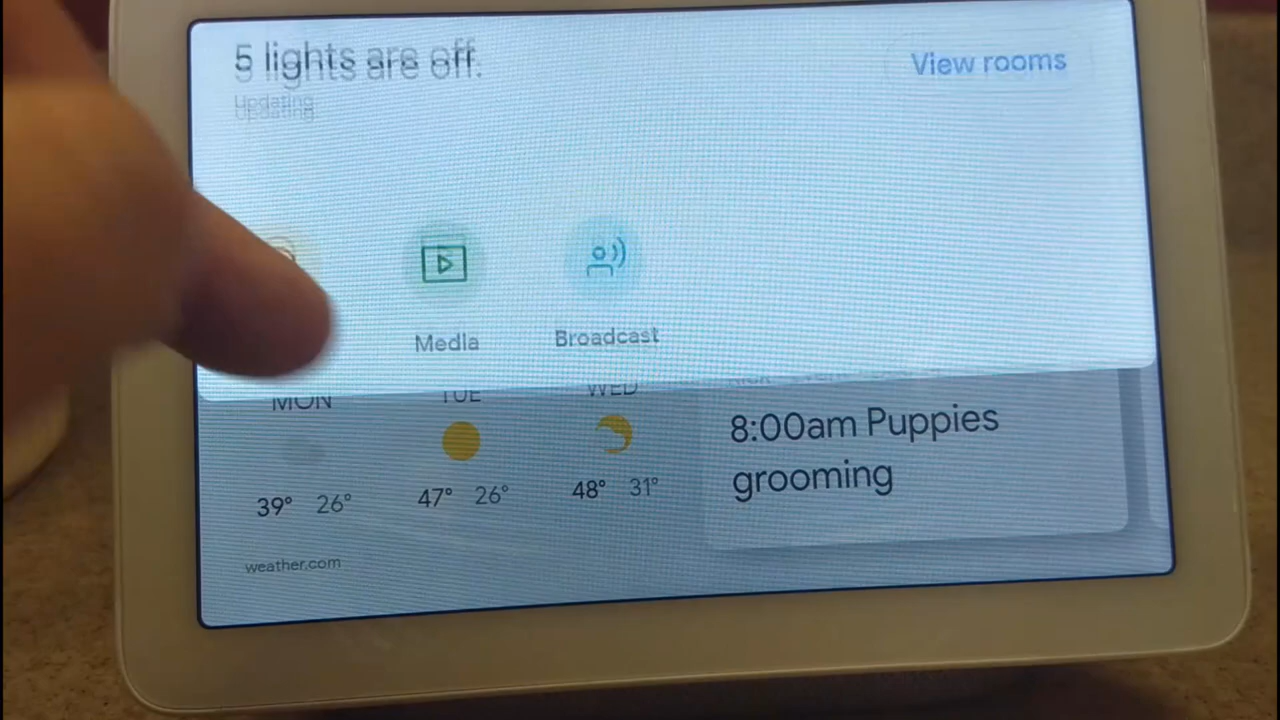 5 lights are off.
View rooms
Updating
Media
Broadcast
MON
TUE
WED
39° 26°
47° 26°
48° 31°
weather.com
8:00am Puppies
grooming